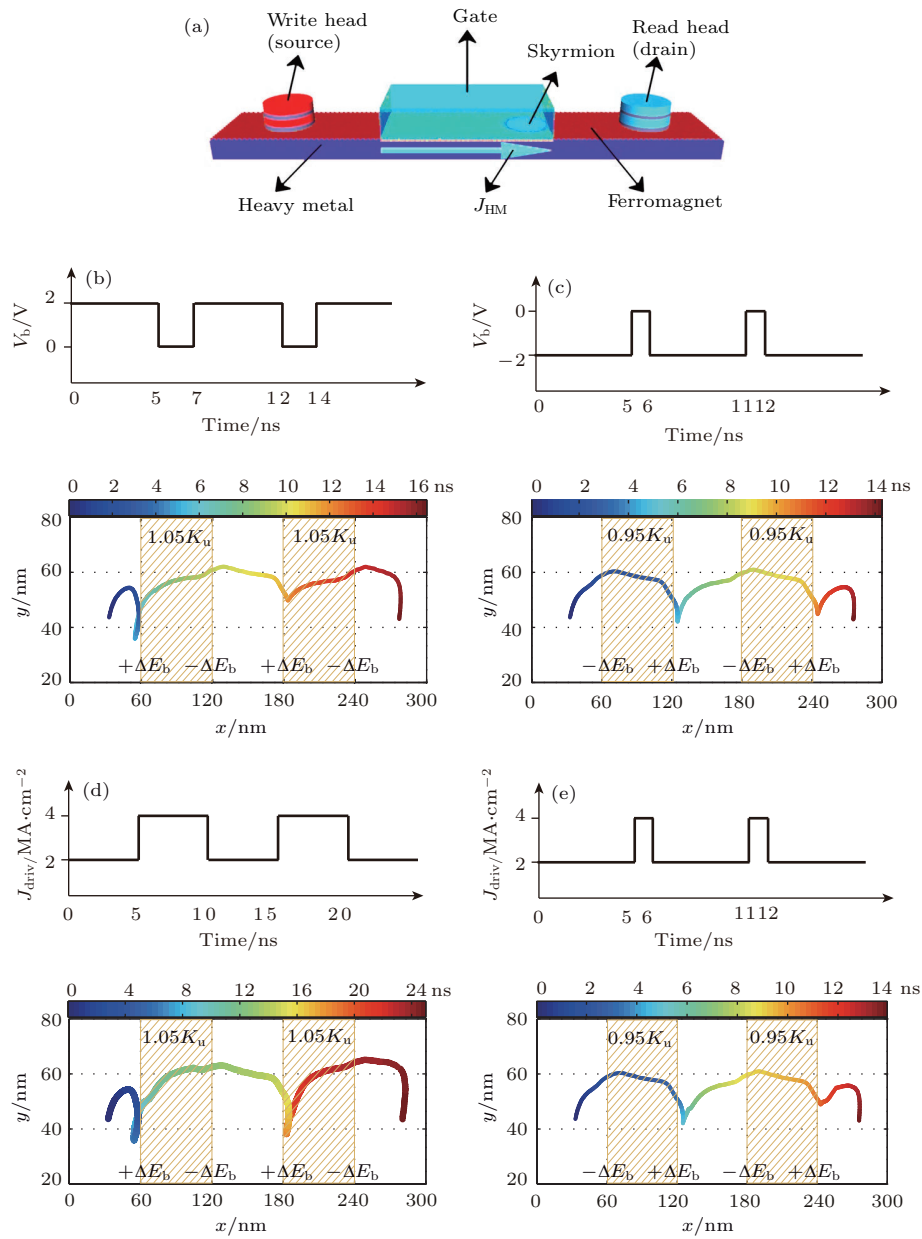 (a)
Gate
Write head
(source)
Skyrmion
Read head
(drain)
Heavy metal
J_HM
Ferromagnet
(b)
V_b/V
2
0
0 5 7 12 14
Time/ns
(c)
V_b/V
0
−2
0 5 6 11 12
Time/ns
0 2 4 6 8 10 12 14 16 ns
80
60
40
20
y/nm
1.05K_u 1.05K_u
+ΔE_b −ΔE_b +ΔE_b −ΔE_b
0 60 120 180 240 300
x/nm
0 2 4 6 8 10 12 14 ns
80
60
40
20
y/nm
0.95K_u 0.95K_u
−ΔE_b +ΔE_b −ΔE_b +ΔE_b
0 60 120 180 240 300
x/nm
(d)
J_driv/MA·cm⁻²
4
2
0 5 10 15 20
Time/ns
(e)
J_driv/MA·cm⁻²
4
2
0 5 6 11 12
Time/ns
0 4 8 12 16 20 24 ns
80
60
40
20
y/nm
1.05K_u 1.05K_u
+ΔE_b −ΔE_b +ΔE_b −ΔE_b
0 60 120 180 240 300
x/nm
0 2 4 6 8 10 12 14 ns
80
60
40
20
y/nm
0.95K_u 0.95K_u
−ΔE_b +ΔE_b −ΔE_b +ΔE_b
0 60 120 180 240 300
x/nm